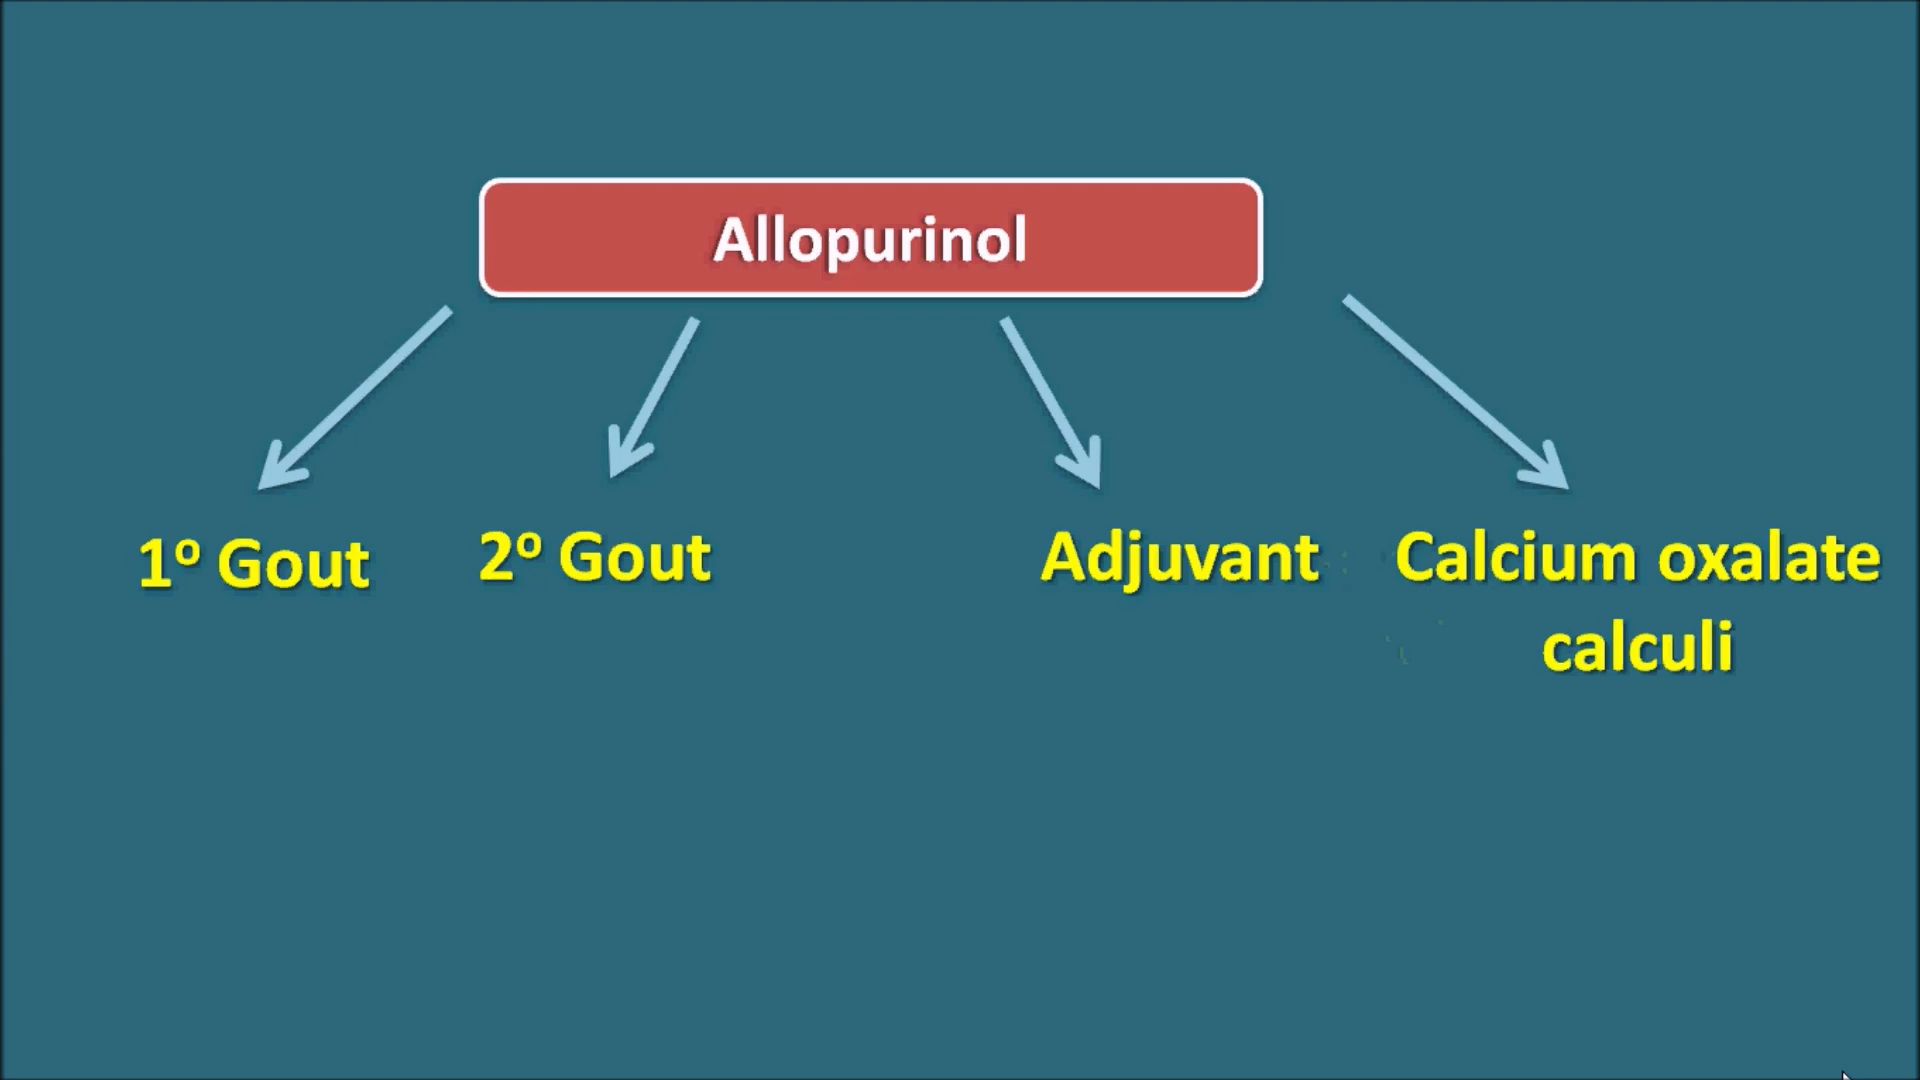 Allopurinol
1º Gout
2º Gout
Adjuvant
Calcium oxalate
calculi